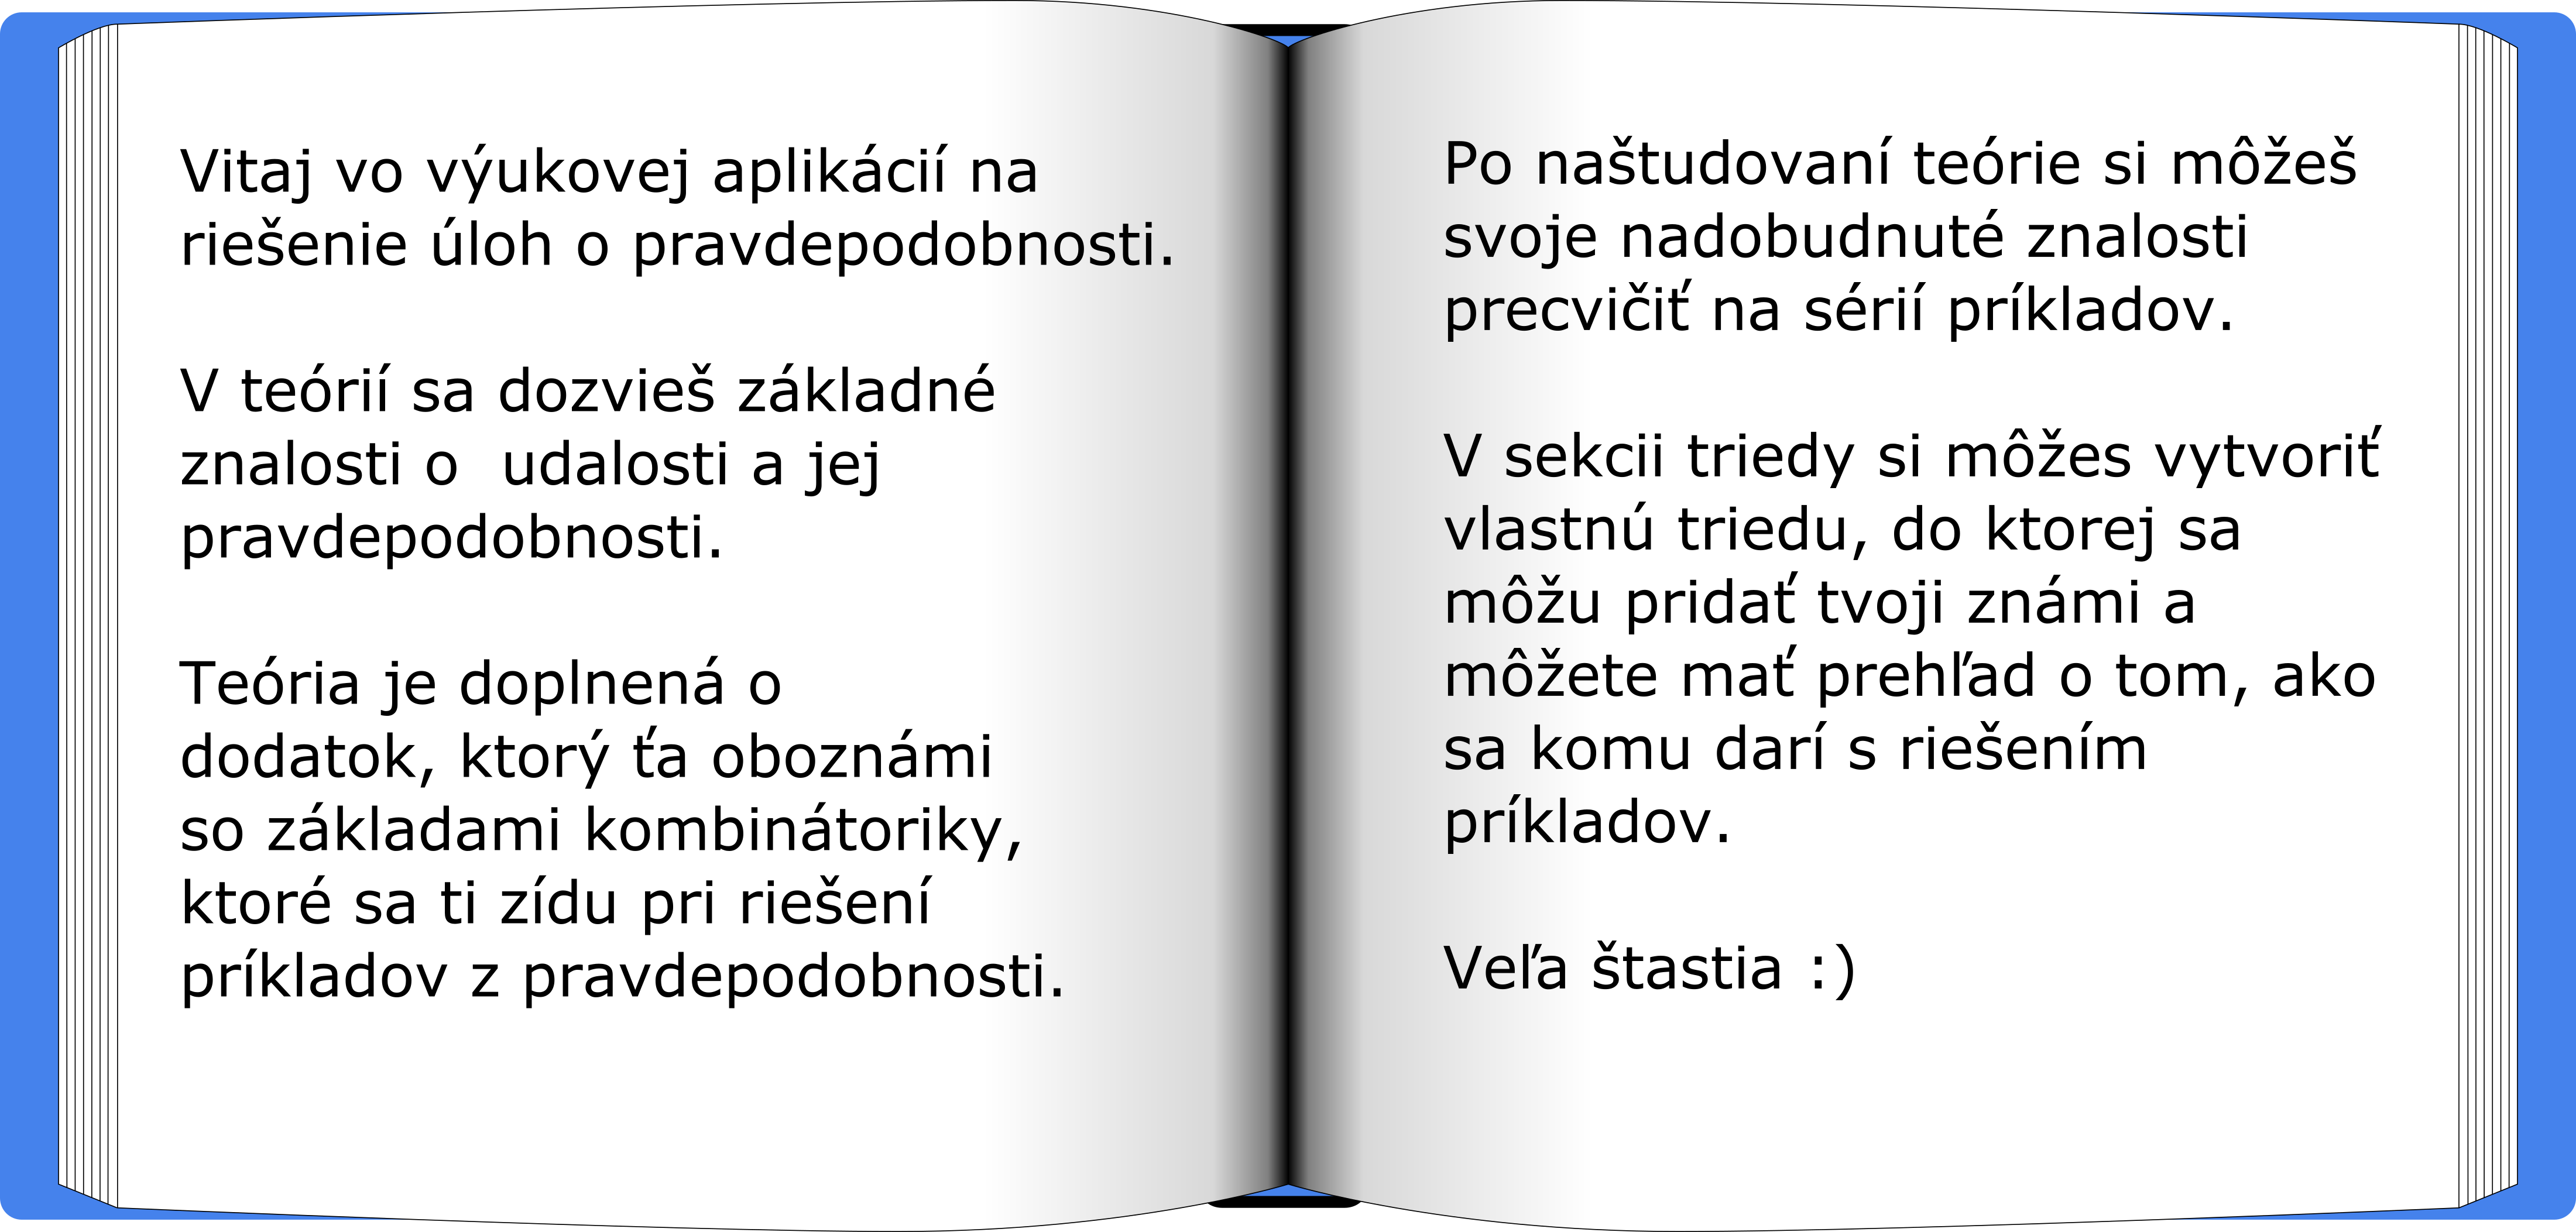 Vitaj vo výukovej aplikácií na
riešenie úloh o pravdepodobnosti.
V teórií sa dozvieš základné
znalosti o  udalosti a jej
pravdepodobnosti.
Teória je doplnená o
dodatok, ktorý ťa oboznámi
so základami kombinátoriky,
ktoré sa ti zídu pri riešení
príkladov z pravdepodobnosti.
Po naštudovaní teórie si môžeš
svoje nadobudnuté znalosti
precvičiť na sérií príkladov.
V sekcii triedy si môžes vytvoriť
vlastnú triedu, do ktorej sa
môžu pridať tvoji známi a
môžete mať prehľad o tom, ako
sa komu darí s riešením
príkladov.
Veľa štastia :)